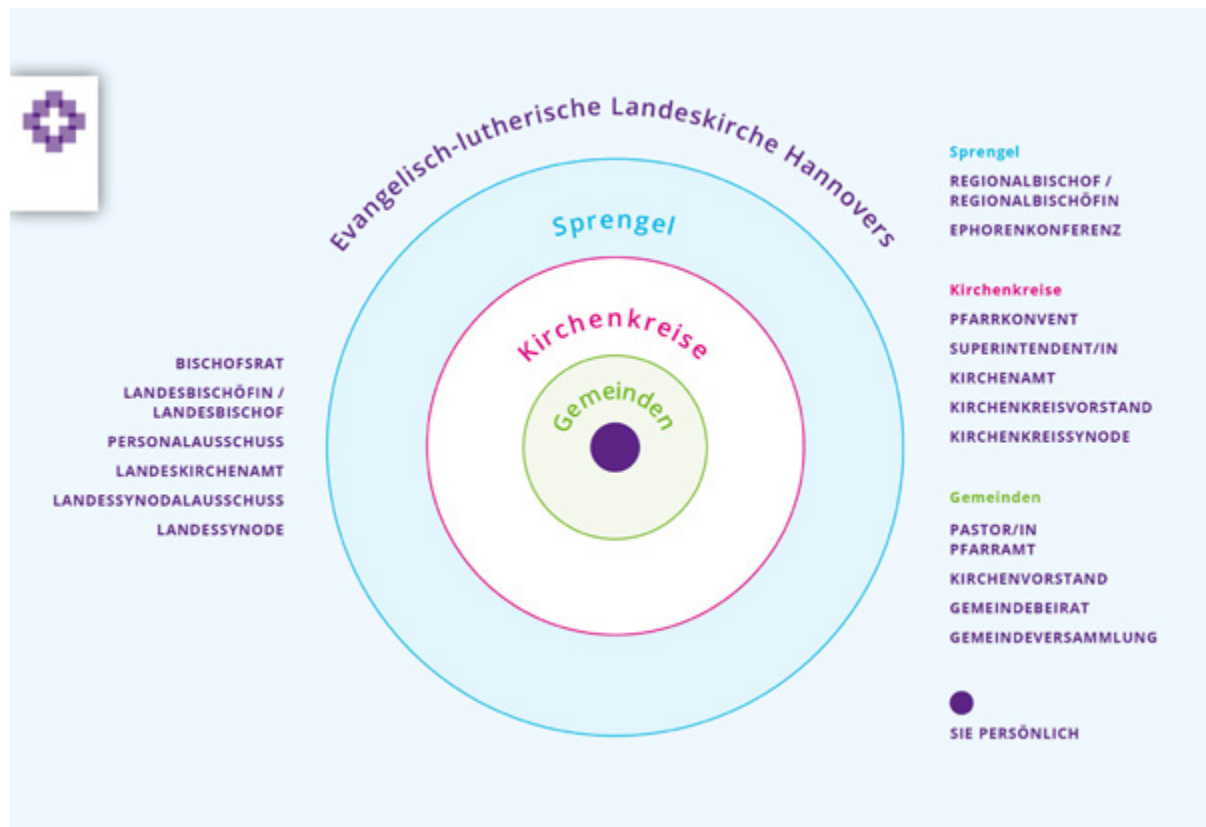 Evangelisch-lutherische Landeskirche Hannovers
Sprengel
Kirchenkreise
Gemeinden
BISCHOFSRAT
LANDESBISCHÖFIN /
LANDESBISCHOF
PERSONALAUSSCHUSS
LANDESKIRCHENAMT
LANDESSYNODALAUSSCHUSS
LANDESSYNODE
Sprengel
REGIONALBISCHOF /
REGIONALBISCHÖFIN
EPHORENKONFERENZ
Kirchenkreise
PFARRKONVENT
SUPERINTENDENT/IN
KIRCHENAMT
KIRCHENKREISVORSTAND
KIRCHENKREISSYNODE
Gemeinden
PASTOR/IN
PFARRAMT
KIRCHENVORSTAND
GEMEINDEBEIRAT
GEMEINDEVERSAMMLUNG
SIE PERSÖNLICH